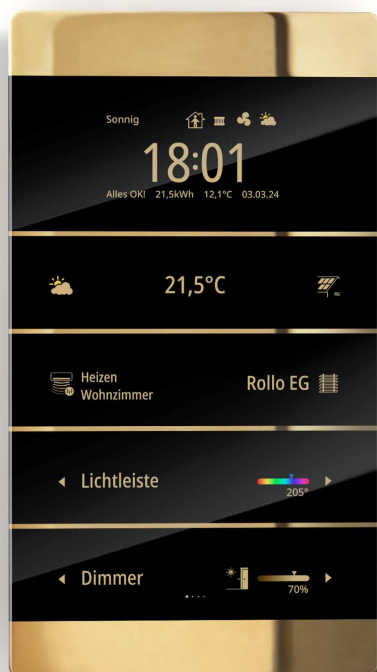 Sonnig
18:01
Alles OK! 21,5kWh 12,1°C 03.03.24
21,5°C
Heizen
Wohnzimmer
Rollo EG
Lichtleiste
205°
Dimmer
70%